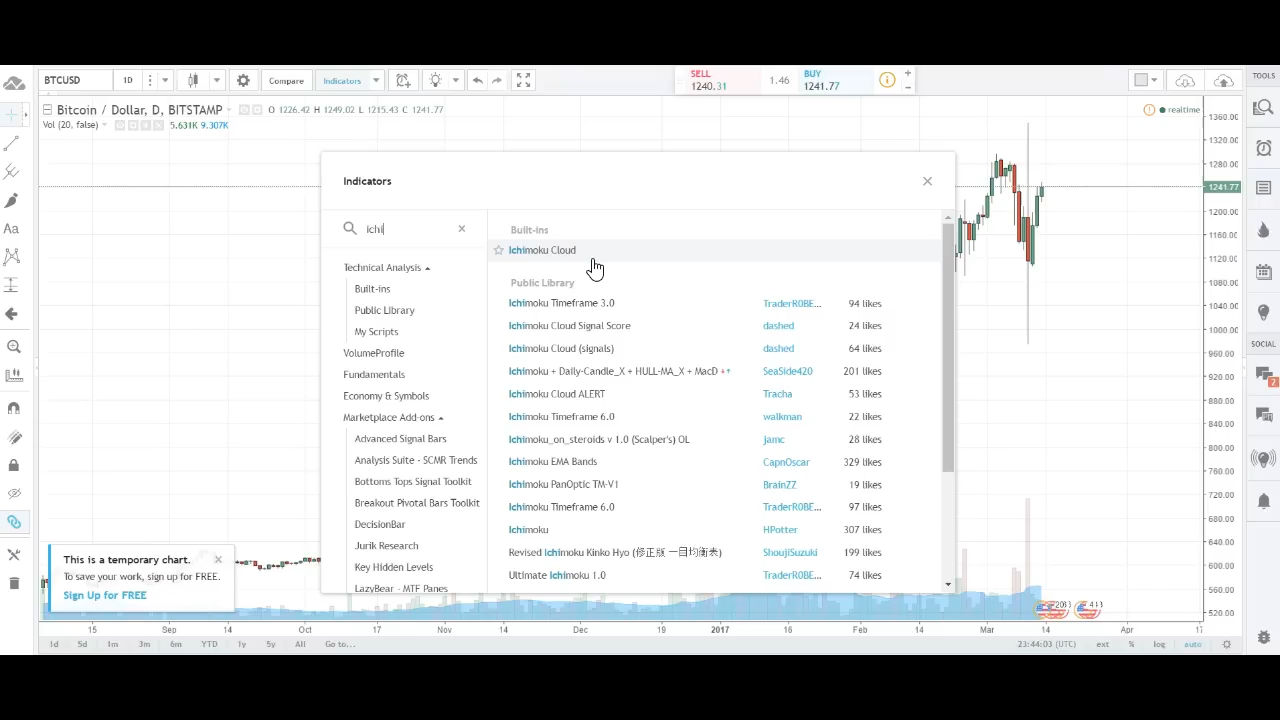 BTCUSD
1D
Compare
Indicators
SELL
1240.31
1.46
BUY
1241.77
TOOLS
Bitcoin / Dollar, D, BITSTAMP
O 1226.42 H 1249.02 L 1215.43 C 1241.77
realtime
Vol (20, false)
5.631K 9.307K
Indicators
ichi
Technical Analysis
Built-ins
Public Library
My Scripts
VolumeProfile
Fundamentals
Economy & Symbols
Marketplace Add-ons
Advanced Signal Bars
Analysis Suite - SCMR Trends
Bottoms Tops Signal Toolkit
Breakout Pivotal Bars Toolkit
DecisionBar
Jurik Research
Key Hidden Levels
LazyBear - MTF Panes
Built-ins
Ichimoku Cloud
Public Library
Ichimoku Timeframe 3.0 TraderR0BE... 94 likes
Ichimoku Cloud Signal Score dashed 24 likes
Ichimoku Cloud (signals) dashed 64 likes
Ichimoku + Daily-Candle_X + HULL-MA_X + MacD SeaSide420 201 likes
Ichimoku Cloud ALERT Tracha 53 likes
Ichimoku Timeframe 6.0 walkman 22 likes
Ichimoku_on_steroids v 1.0 (Scalper's) OL jamc 28 likes
Ichimoku EMA Bands CapnOscar 329 likes
Ichimoku PanOptic TM-V1 BrainZZ 19 likes
Ichimoku Timeframe 6.0 TraderR0BE... 97 likes
Ichimoku HPotter 307 likes
Revised Ichimoku Kinko Hyo (修正版 一目均衡表) ShoujiSuzuki 199 likes
Ultimate Ichimoku 1.0 TraderR0BE... 74 likes
1360.00
1320.00
1280.00
1241.77
1200.00
1160.00
1120.00
1080.00
1040.00
1000.00
960.00
920.00
880.00
840.00
800.00
760.00
720.00
680.00
640.00
600.00
560.00
520.00
SOCIAL
7
This is a temporary chart.
To save your work, sign up for FREE.
Sign Up for FREE
15 Sep 14 Oct 17 Nov 14 Dec 19 2017 16 Feb 14 Mar 14 Apr 17
1d 5d 1m 3m 6m YTD 1y 5y All Go to...
23:44:03 (UTC) ext % log auto